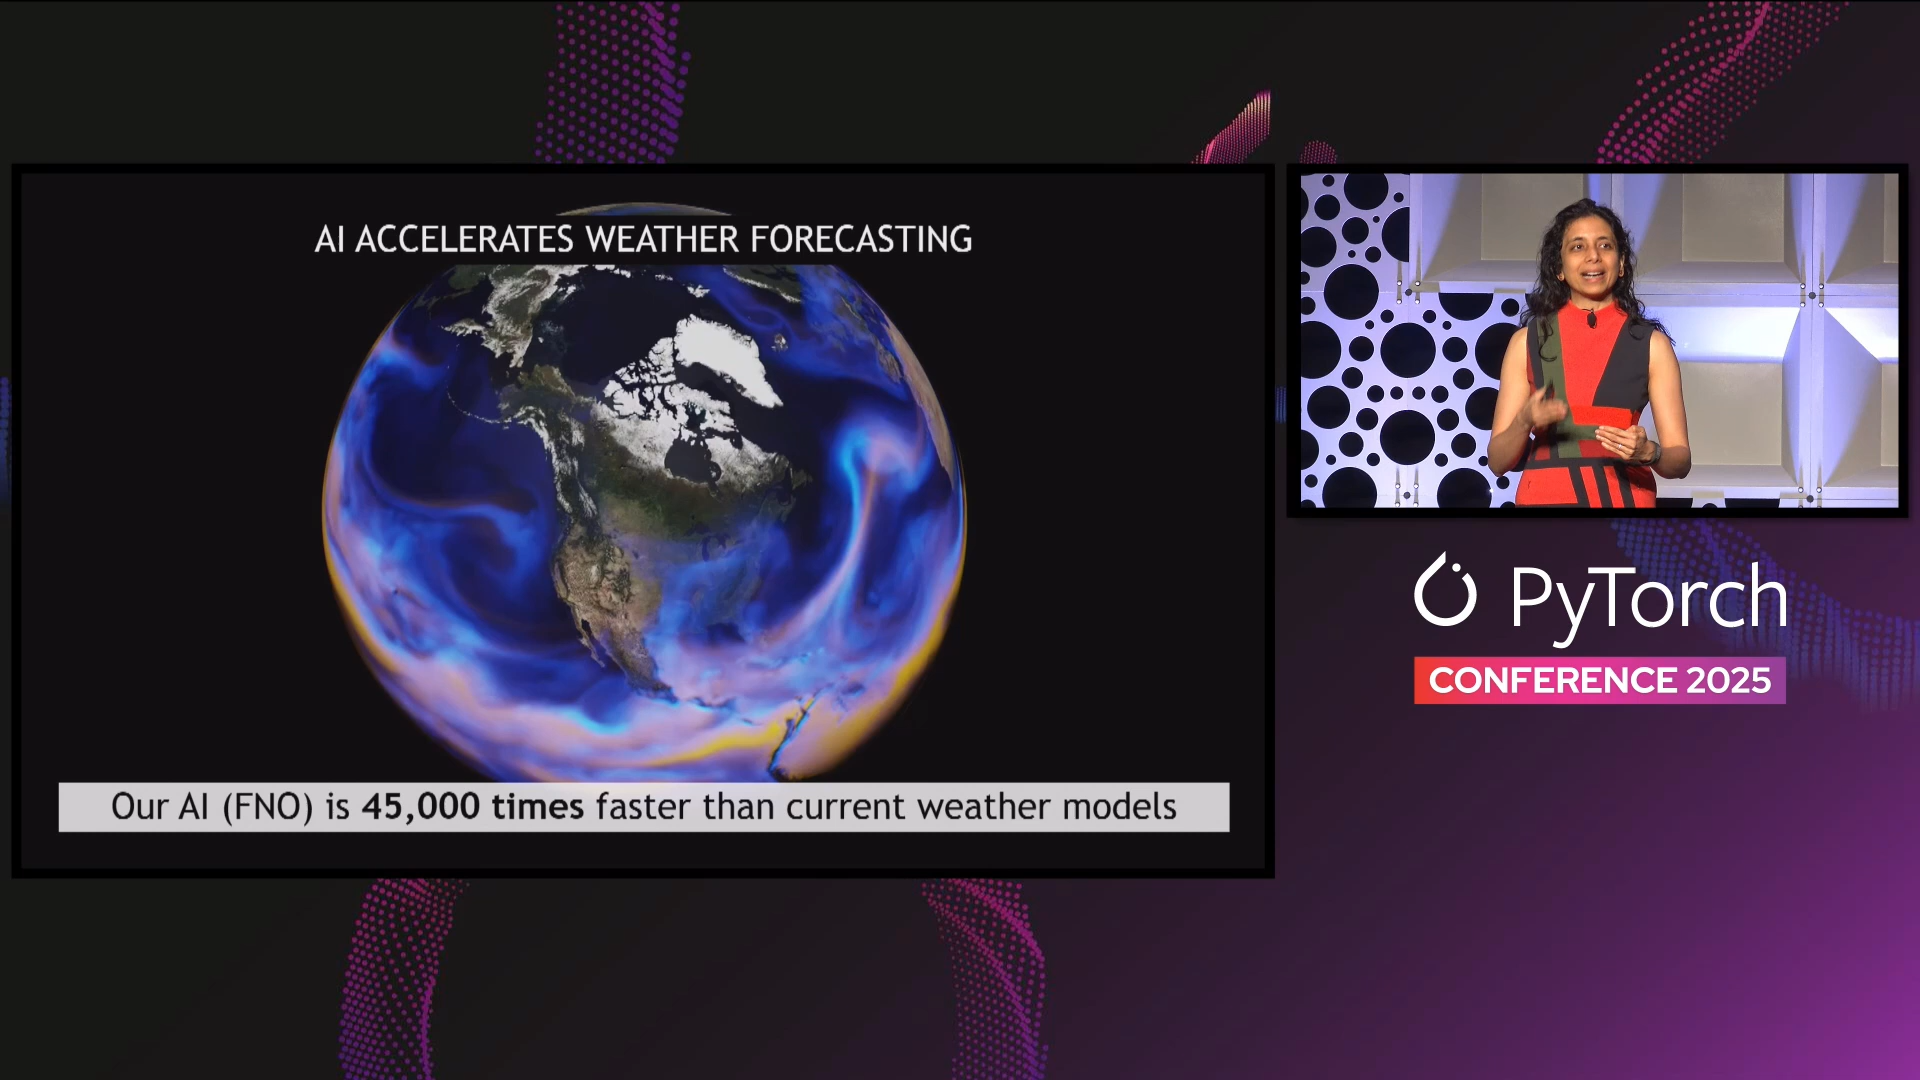 AI ACCELERATES WEATHER FORECASTING
Our AI (FNO) is 45,000 times faster than current weather models
PyTorch
CONFERENCE 2025